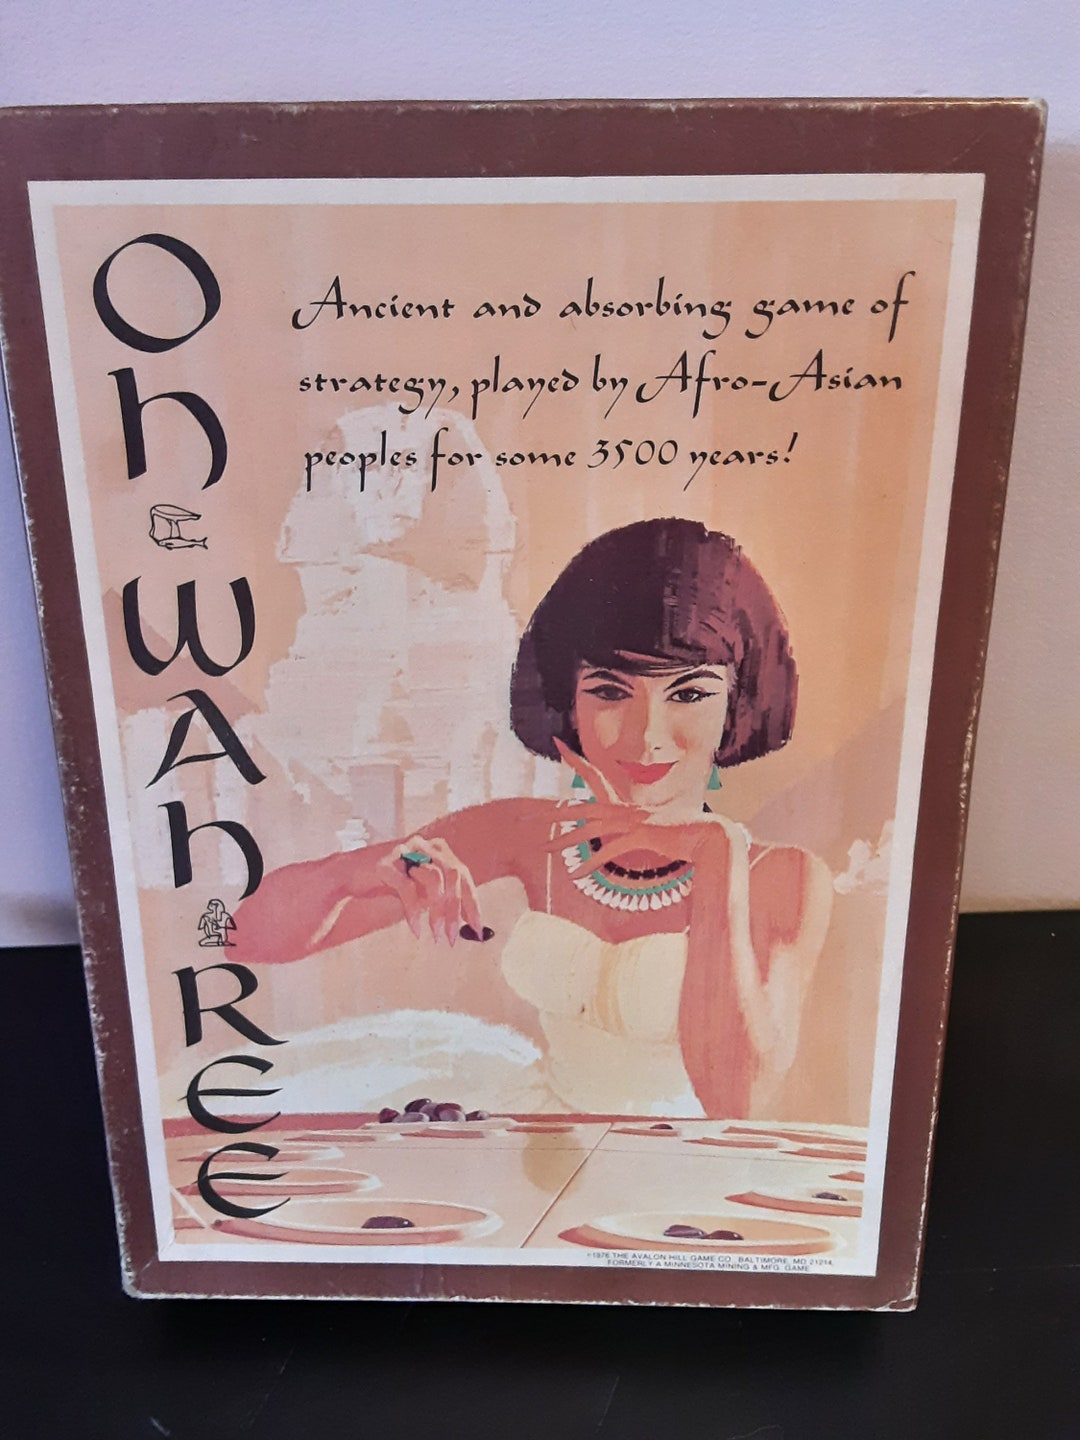 Oh
WAh
REE
Ancient and absorbing game of
strategy, played by Afro-Asian
peoples for some 3500 years!
©1976 THE AVALON HILL GAME CO. BALTIMORE, MD 21214.
FORMERLY A MINNESOTA MINING & MFG. GAME